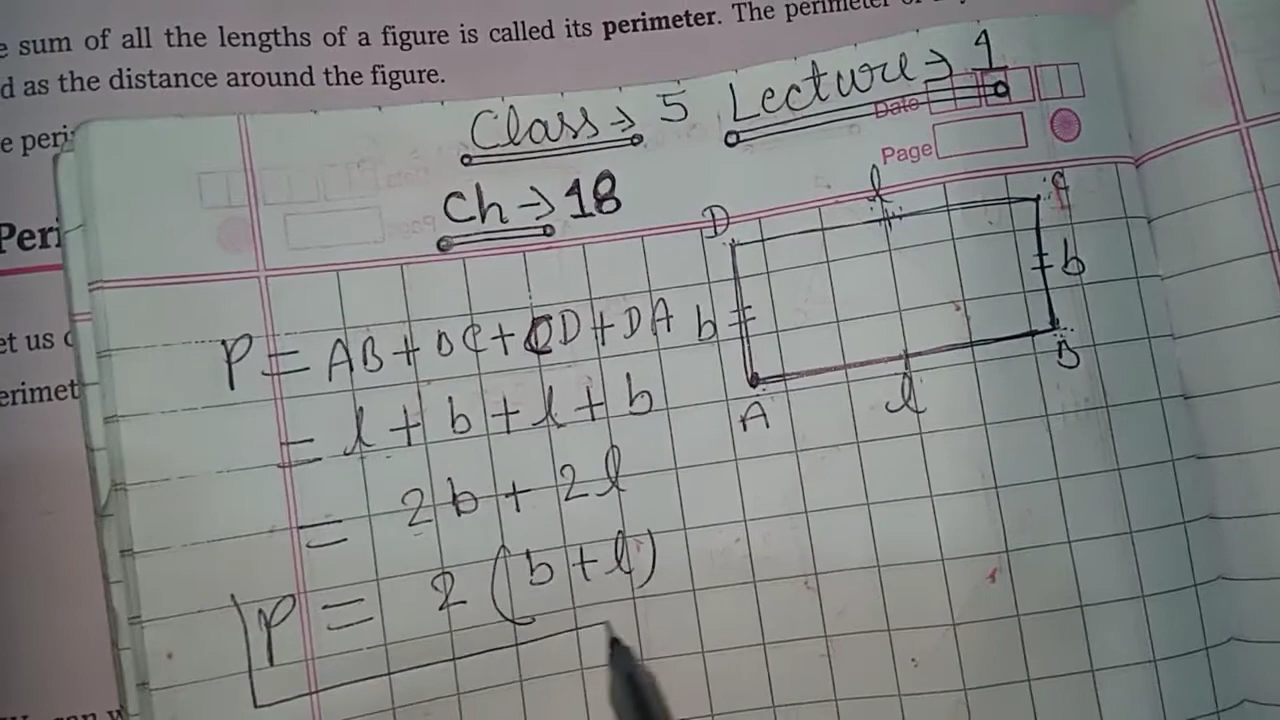 e sum of all the lengths of a figure is called its perimeter. The perimeter
d as the distance around the figure.
e peri
Peri
et us
erimet
Class → 5 Lecture → 1
Date
Page
Ch → 18
D l
b b
A l B
P = AB + BC + CD + DA
= l + b + l + b
= 2b + 2l
P = 2 (b + l)